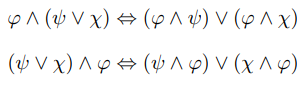 φ ∧ (ψ ∨ χ) ⇔ (φ ∧ ψ) ∨ (φ ∧ χ)
(ψ ∨ χ) ∧ φ ⇔ (ψ ∧ φ) ∨ (χ ∧ φ)